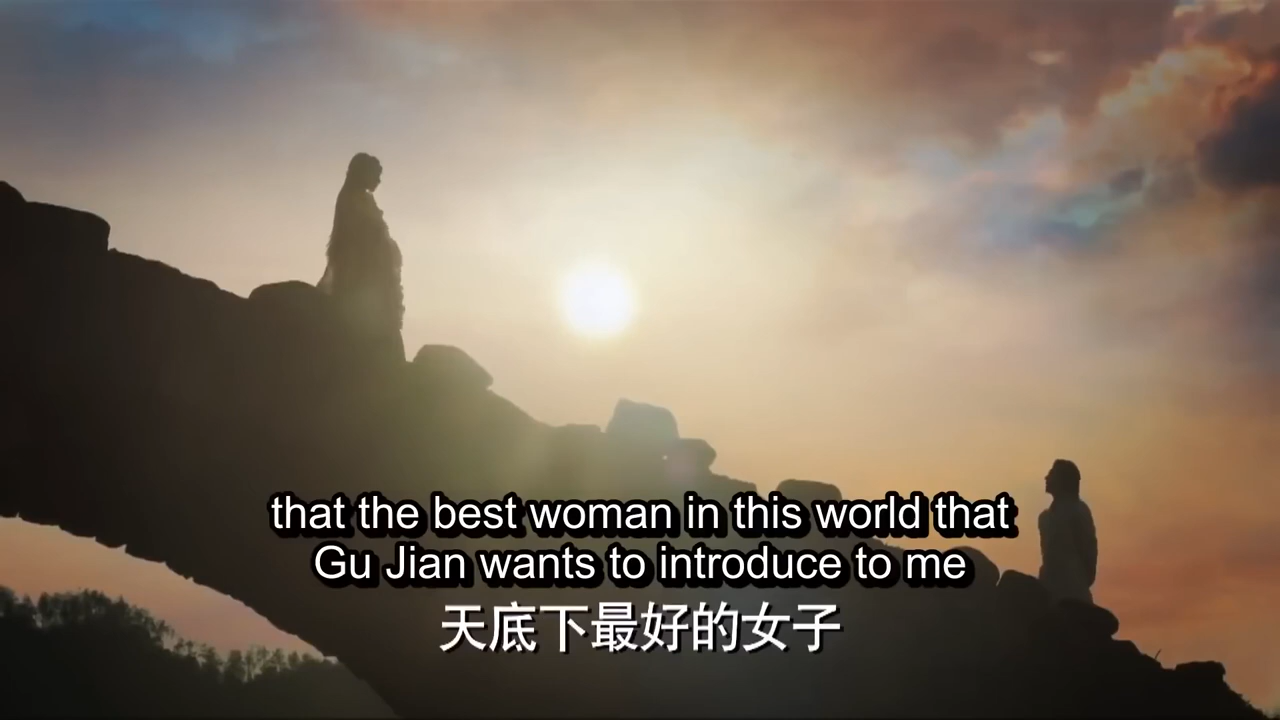 that the best woman in this world that
Gu Jian wants to introduce to me
天底下最好的女子